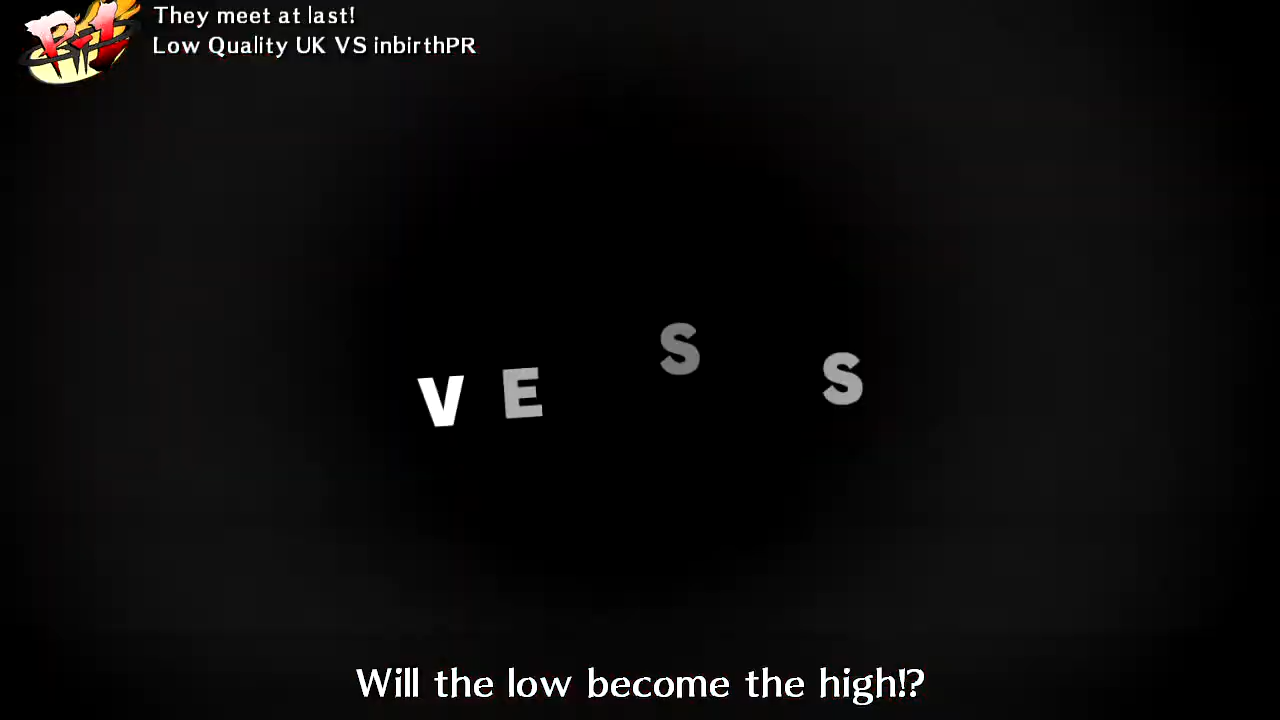 They meet at last!
Low Quality UK VS inbirthPR
V E S S
Will the low become the high!?